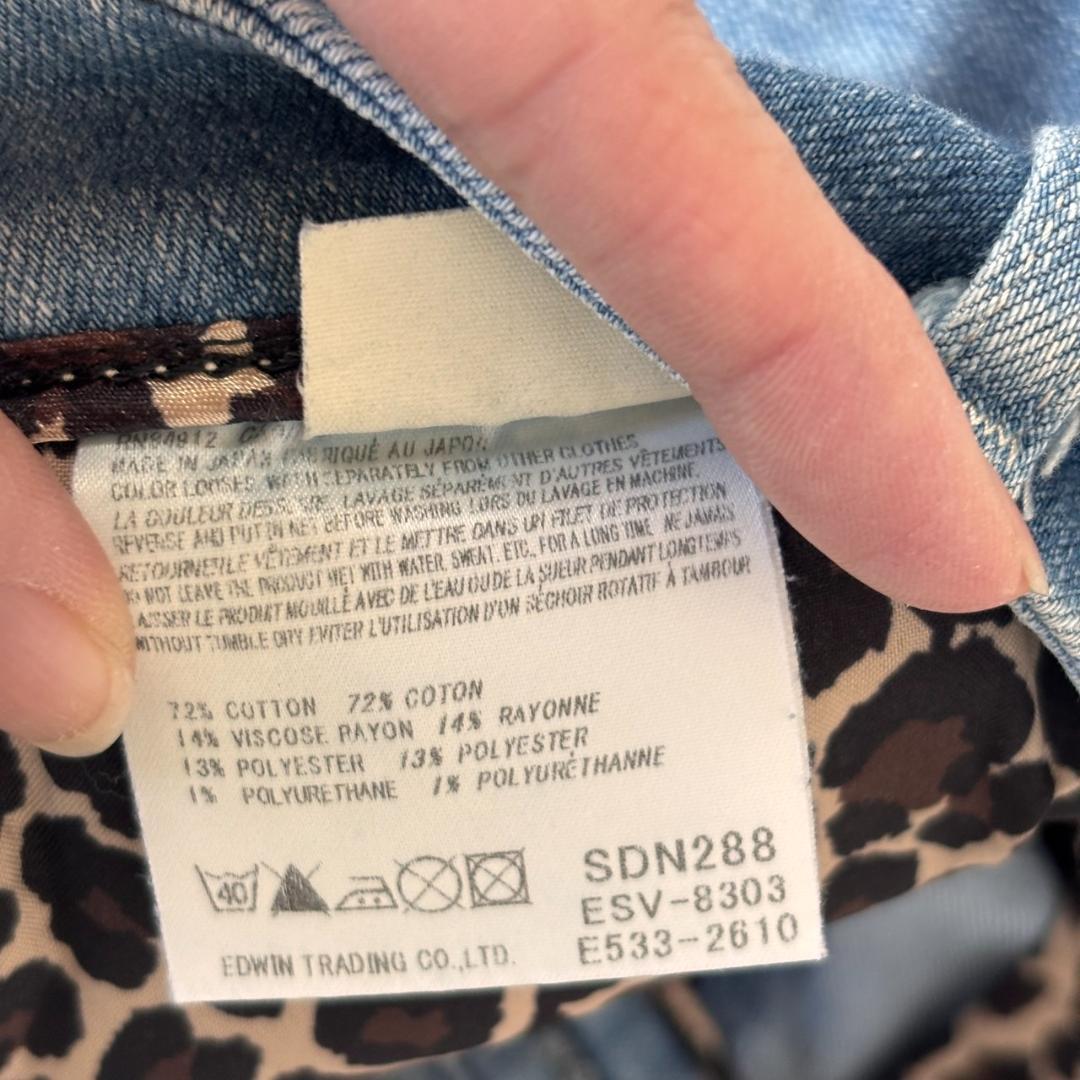 RN84912
MADE IN JAPAN FABRIQUÉ AU JAPON
COLOR LOOSES. WASH SEPARATELY FROM OTHER CLOTHES
LA COULEUR LAVAGE SÉPARÉMENT D'AUTRES VÊTEMENTS
REVERSE AND PUT IN NET BEFORE WASHING LORS DU LAVAGE EN MACHINE,
RETOURNER LE VÊTEMENT ET LE METTRE DANS UN FILET DE PROTECTION
DO NOT LEAVE THE PRODUCT WET WITH WATER, SWEAT, ETC., FOR A LONG TIME NE JAMAIS
LAISSER LE PRODUIT MOUILLÉ AVEC DE L'EAU OU DE LA SUEUR PENDANT LONGTEMPS
WITHOUT TUMBLE DRY EVITER L'UTILISATION D'UN SÉCHOIR ROTATIF À TAMBOUR
72% COTTON 72% COTON
14% VISCOSE RAYON 14% RAYONNE
13% POLYESTER 13% POLYESTER
1% POLYURETHANE 1% POLYURÉTHANNE
40
SDN288
ESV-8303
E533-2610
EDWIN TRADING CO.,LTD.